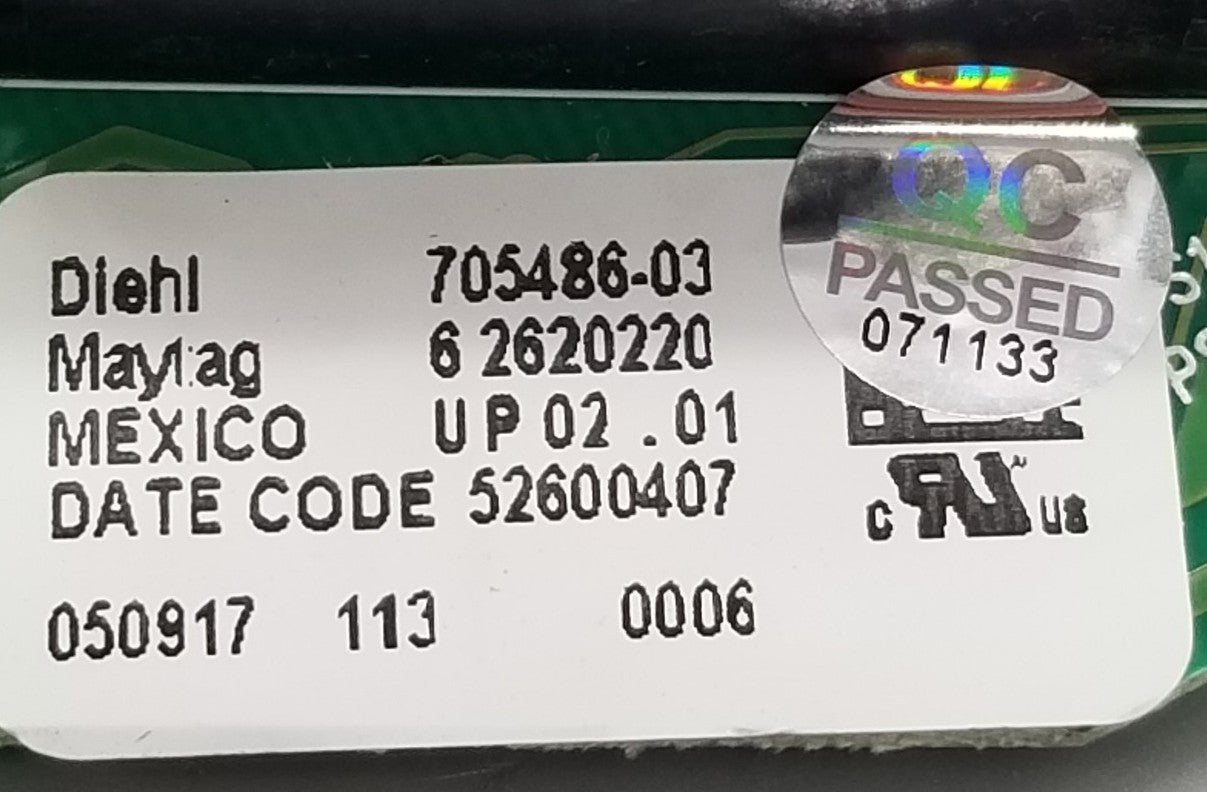 Diehl 705486-03
Maytag 6 2620220
MEXICO UP 02 .01
DATE CODE 52600407
050917 113 0006
QC
PASSED
071133
C RU US